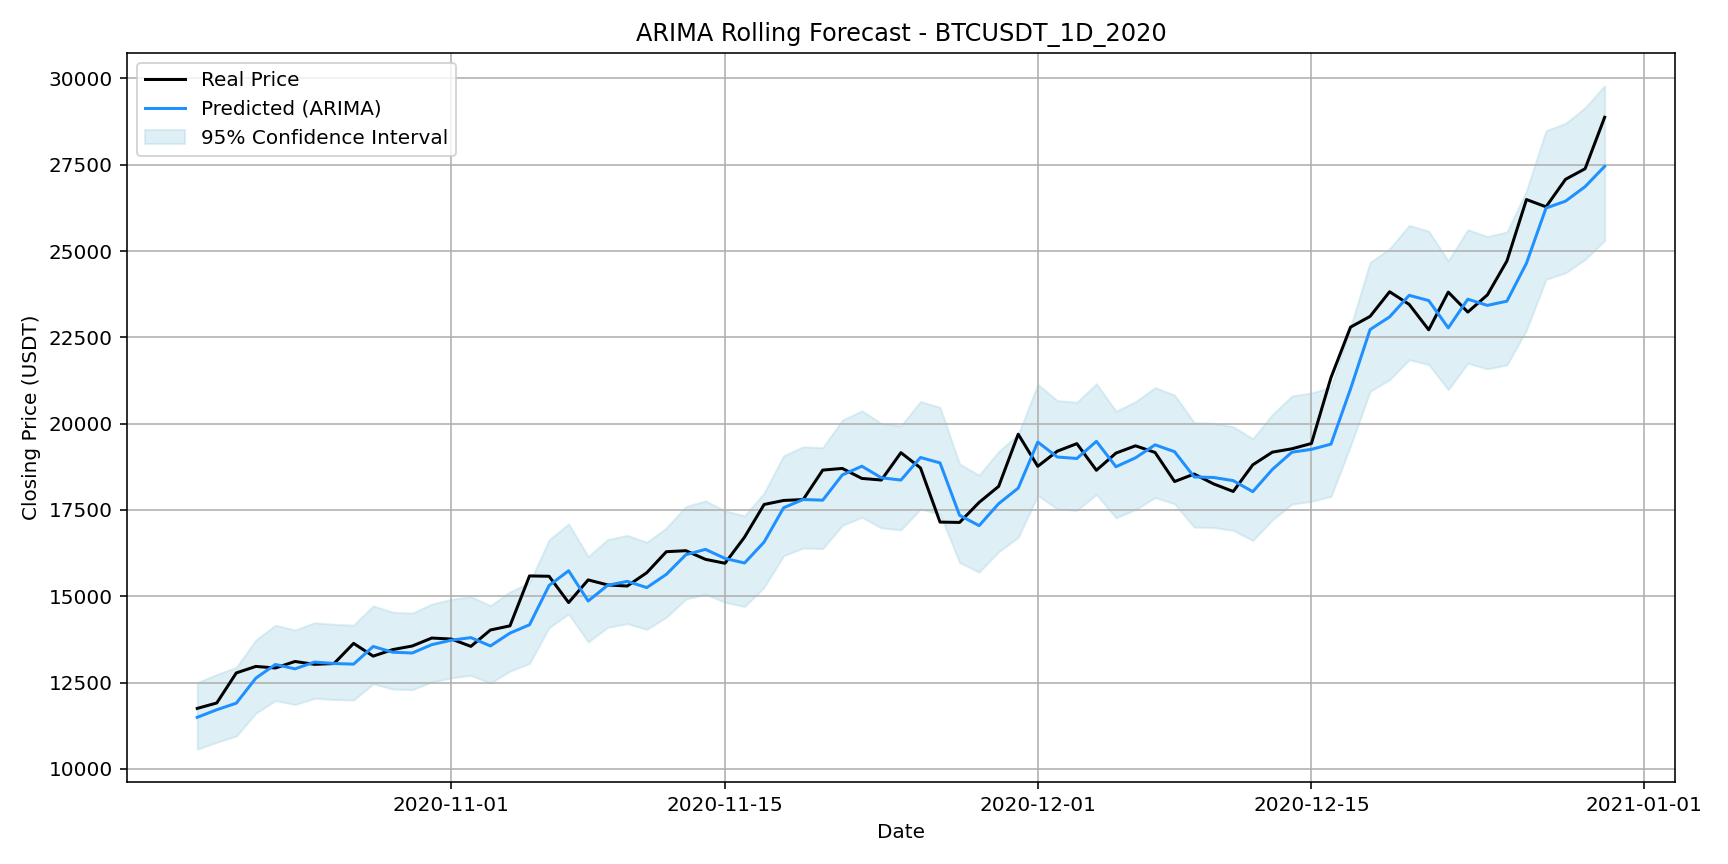 ARIMA Rolling Forecast - BTCUSDT_1D_2020
Real Price
Predicted (ARIMA)
95% Confidence Interval
30000
27500
25000
22500
20000
17500
15000
12500
10000
Closing Price (USDT)
2020-11-01
2020-11-15
2020-12-01
2020-12-15
2021-01-01
Date